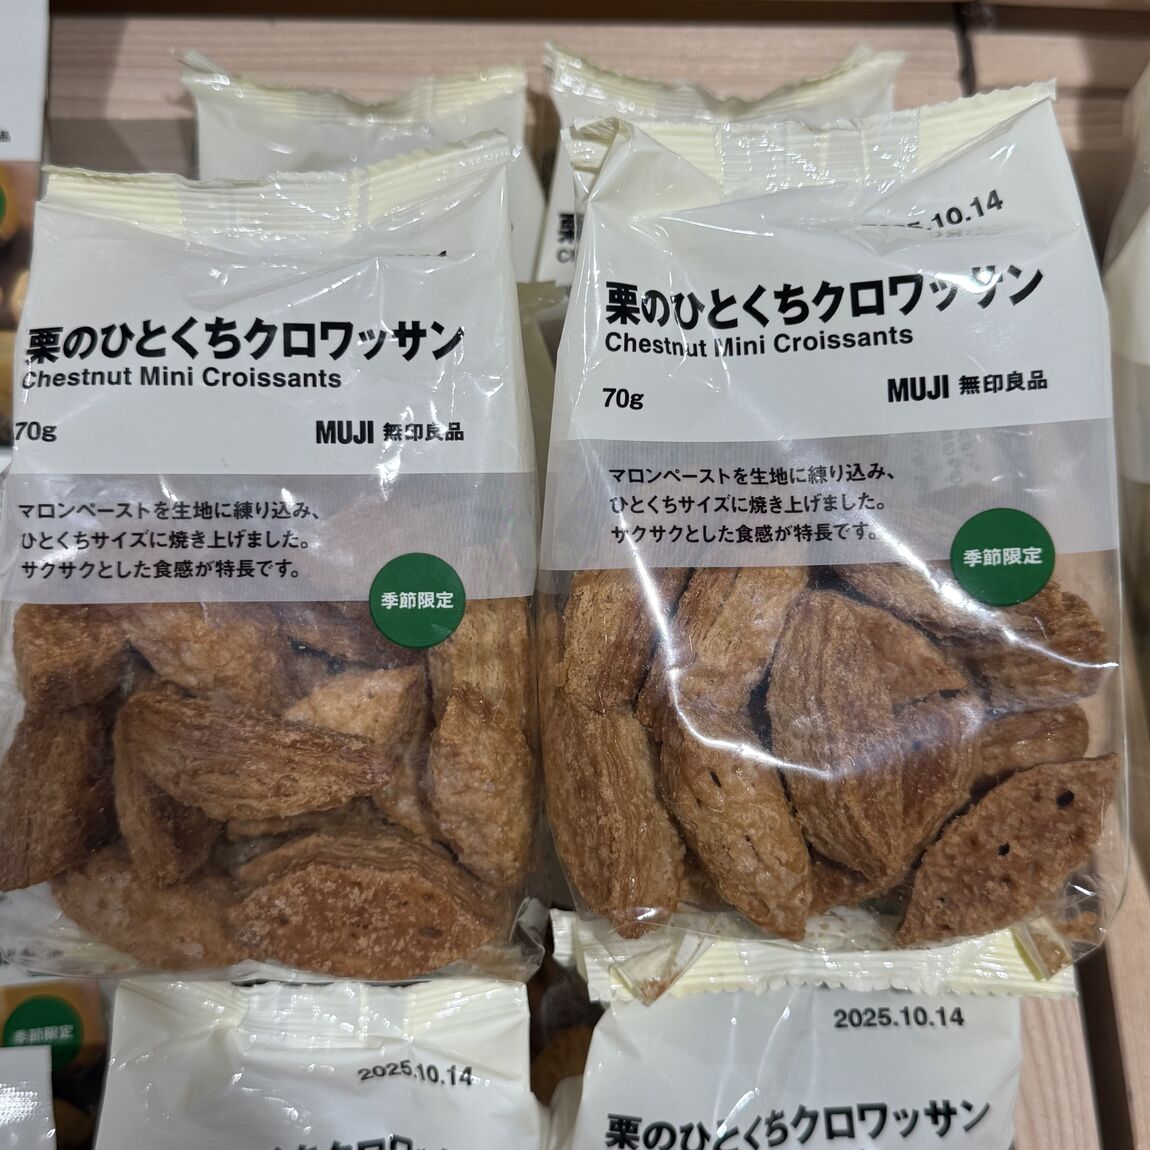 栗のひとくちクロワッサン
Chestnut Mini Croissants
70g
MUJI 無印良品
マロンペーストを生地に練り込み、
ひとくちサイズに焼き上げました。
サクサクとした食感が特長です。
季節限定
.10.14
栗のひとくちクロワッサン
Chestnut Mini Croissants
70g
MUJI 無印良品
マロンペーストを生地に練り込み、
ひとくちサイズに焼き上げました。
サクサクとした食感が特長です。
季節限定
季節限定
2025.10.14
2025.10.14
栗のひとくちクロワッサン